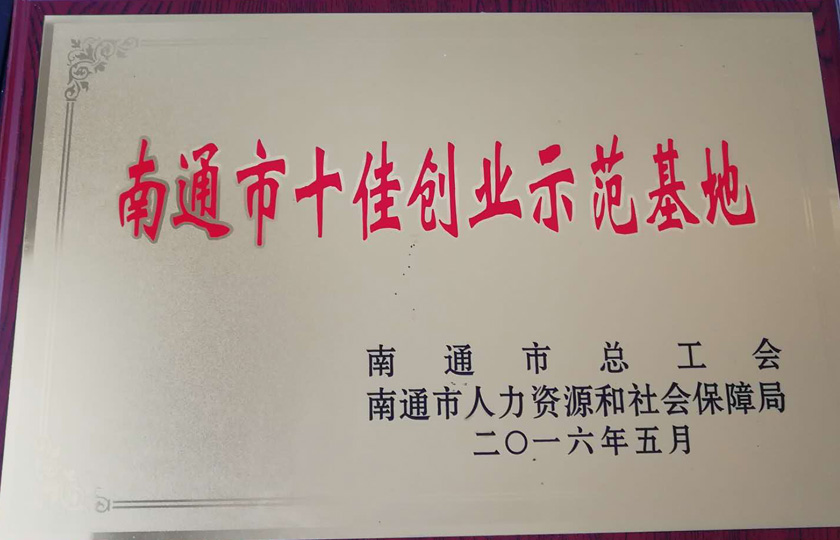 南通市十佳创业示范基地
南通市总工会
南通市人力资源和社会保障局
二〇一六年五月